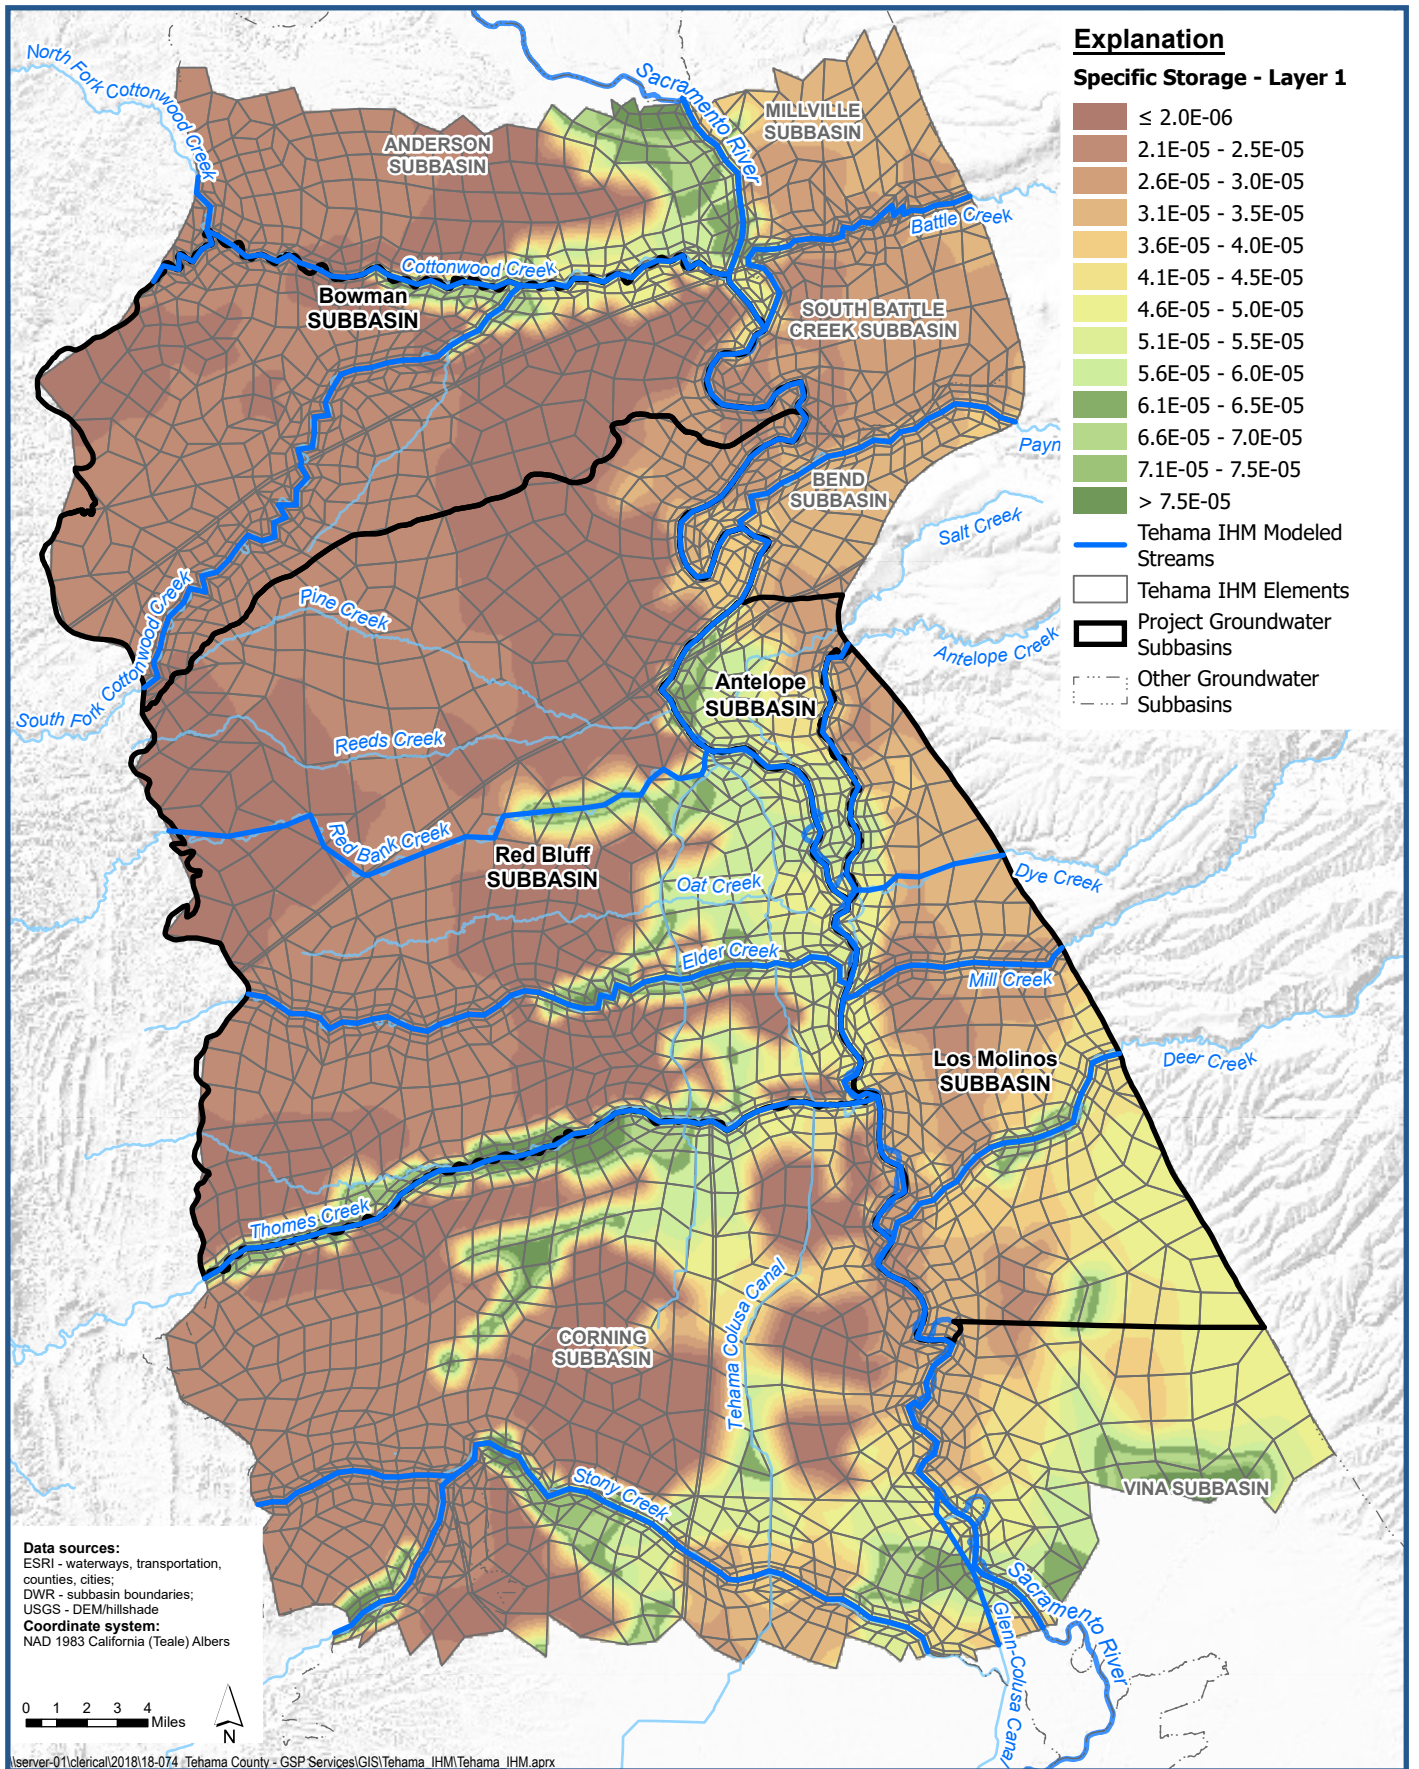 Explanation
Specific Storage - Layer 1
≤ 2.0E-06
2.1E-05 - 2.5E-05
2.6E-05 - 3.0E-05
3.1E-05 - 3.5E-05
3.6E-05 - 4.0E-05
4.1E-05 - 4.5E-05
4.6E-05 - 5.0E-05
5.1E-05 - 5.5E-05
5.6E-05 - 6.0E-05
6.1E-05 - 6.5E-05
6.6E-05 - 7.0E-05
7.1E-05 - 7.5E-05
> 7.5E-05
Tehama IHM Modeled
Streams
Tehama IHM Elements
Project Groundwater
Subbasins
Other Groundwater
Subbasins
North Fork Cottonwood Creek
Sacramento River
MILLVILLE
SUBBASIN
ANDERSON
SUBBASIN
Battle Creek
Cottonwood Creek
Bowman
SUBBASIN
SOUTH BATTLE
CREEK SUBBASIN
Payn
BEND
SUBBASIN
Salt Creek
Pine Creek
Antelope Creek
South Fork Cottonwood Creek
Antelope
SUBBASIN
Reeds Creek
Red Bank Creek
Red Bluff
SUBBASIN
Oat Creek
Dye Creek
Elder Creek
Mill Creek
Los Molinos
SUBBASIN
Deer Creek
Thomes Creek
Tehama Colusa Canal
CORNING
SUBBASIN
Stony Creek
VINA SUBBASIN
Sacramento River
Glenn-Colusa Canal
Data sources:
ESRI - waterways, transportation,
counties, cities;
DWR - subbasin boundaries;
USGS - DEM/hillshade
Coordinate system:
NAD 1983 California (Teale) Albers
0 1 2 3 4
Miles
N
\\server-01\clerical\2018\18-074_Tehama County - GSP Services\GIS\Tehama_IHM\Tehama_IHM.aprx